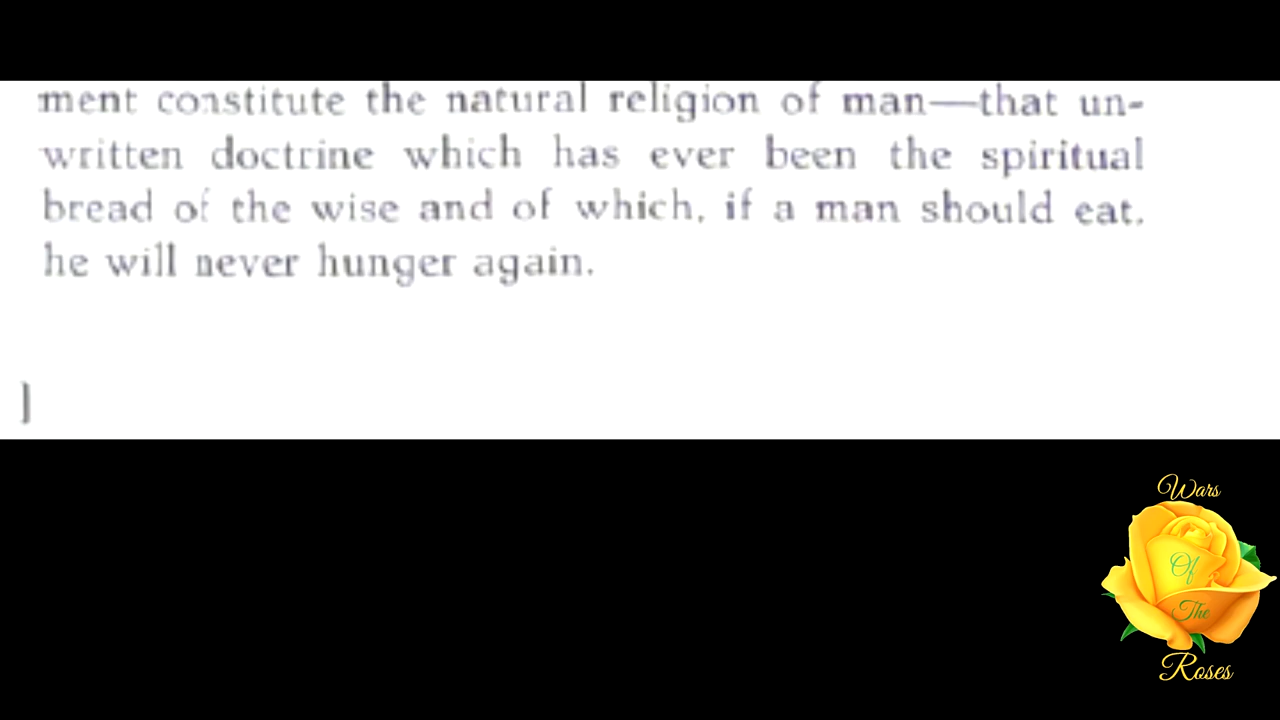 ment constitute the natural religion of man—that un-
written doctrine which has ever been the spiritual
bread of the wise and of which, if a man should eat,
he will never hunger again.
]
Wars
Of
The
Roses